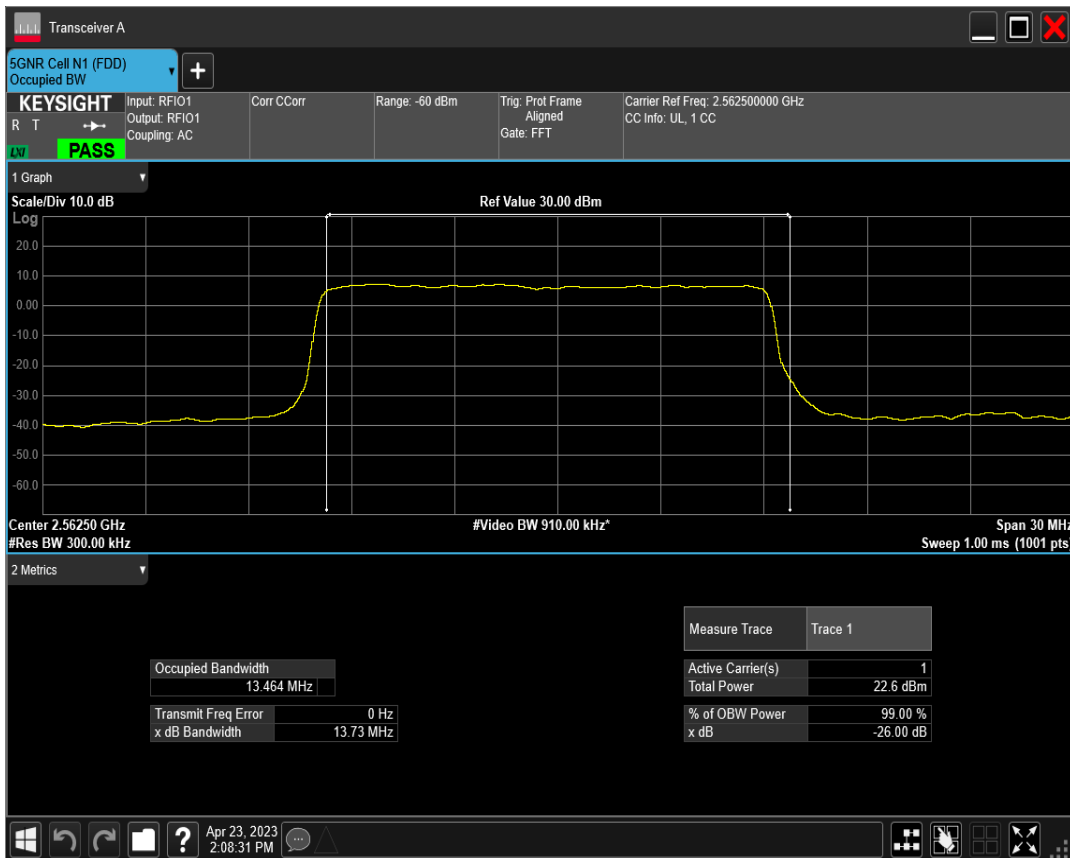 Transceiver A
5GNR Cell N1 (FDD)
Occupied BW
+
KEYSIGHT
R T
LXI
PASS
Input: RFIO1
Output: RFIO1
Coupling: AC
Corr CCorr
Range: -60 dBm
Trig: Prot Frame
Aligned
Gate: FFT
Carrier Ref Freq: 2.562500000 GHz
CC Info: UL, 1 CC
1 Graph
Scale/Div 10.0 dB
Ref Value 30.00 dBm
Log
20.0
10.0
0.00
-10.0
-20.0
-30.0
-40.0
-50.0
-60.0
Center 2.56250 GHz
#Video BW 910.00 kHz*
Span 30 MHz
#Res BW 300.00 kHz
Sweep 1.00 ms (1001 pts)
2 Metrics
Measure Trace Trace 1
Occupied Bandwidth
13.464 MHz
Active Carrier(s) 1
Total Power 22.6 dBm
Transmit Freq Error 0 Hz
x dB Bandwidth 13.73 MHz
% of OBW Power 99.00 %
x dB -26.00 dB
?
Apr 23, 2023
2:08:31 PM